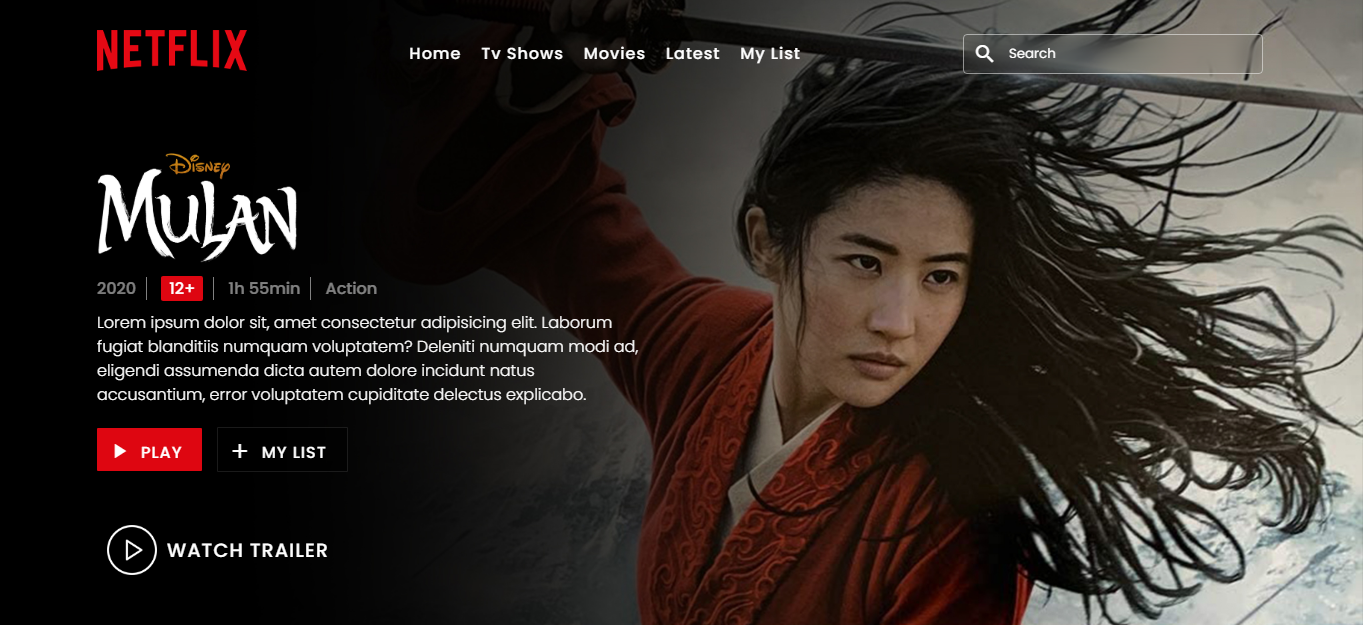 NETFLIX
Home Tv Shows Movies Latest My List
Search
Disney
MULAN
2020 12+ 1h 55min Action
Lorem ipsum dolor sit, amet consectetur adipisicing elit. Laborum
fugiat blanditiis numquam voluptatem? Deleniti numquam modi ad,
eligendi assumenda dicta autem dolore incidunt natus
accusantium, error voluptatem cupiditate delectus explicabo.
PLAY MY LIST
WATCH TRAILER